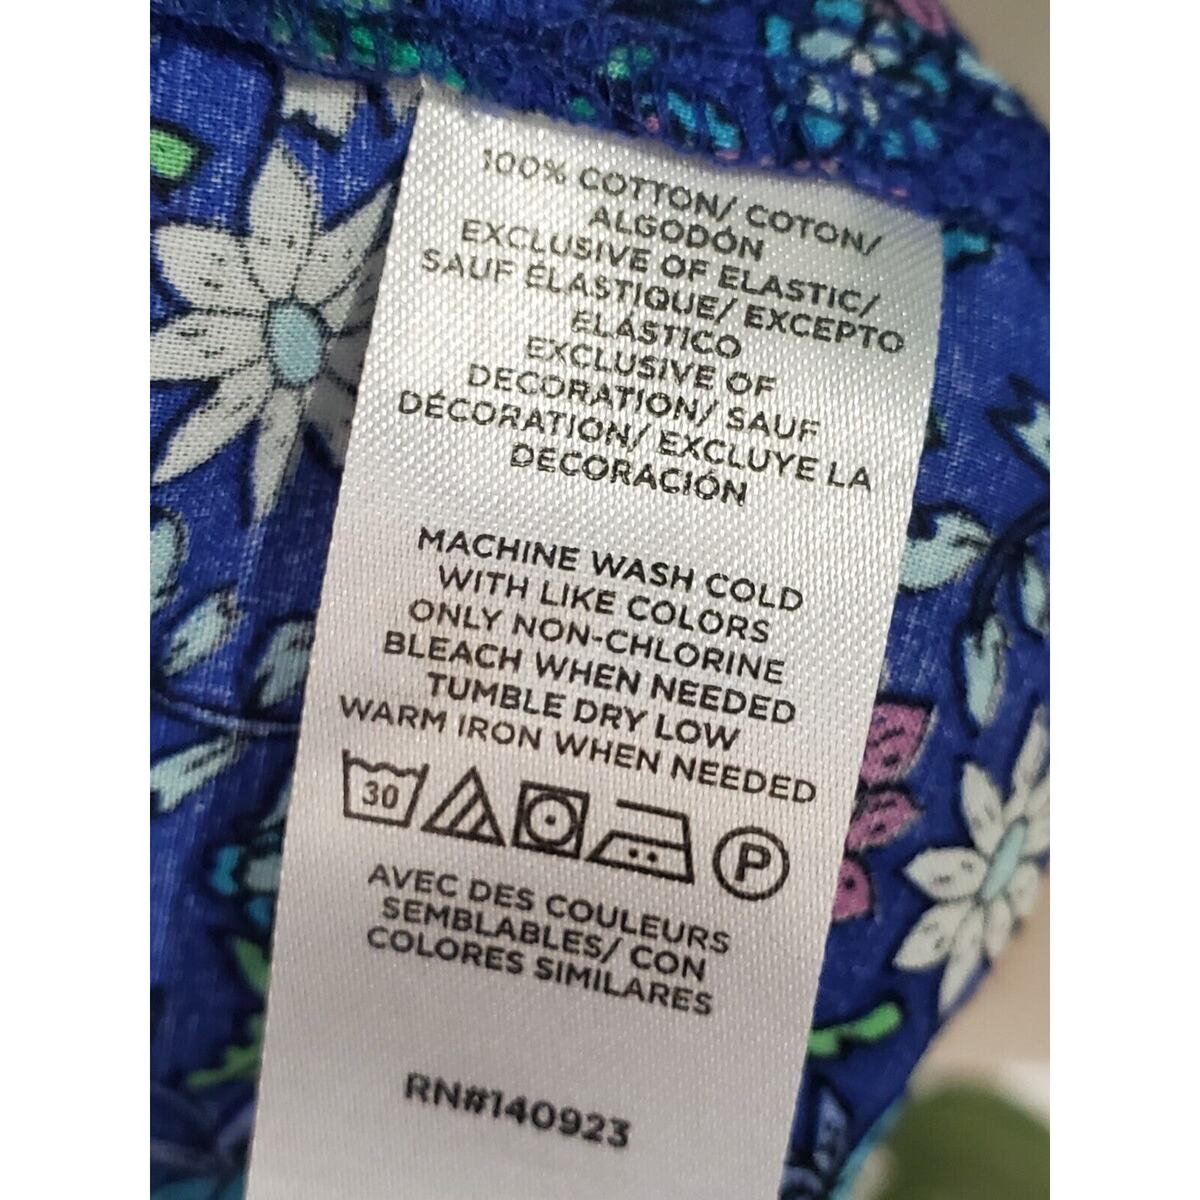 100% COTTON/ COTON/
ALGODÓN
EXCLUSIVE OF ELASTIC/
SAUF ÉLASTIQUE/ EXCEPTO
ELÁSTICO
EXCLUSIVE OF
DECORATION/ SAUF
DÉCORATION/ EXCLUYE LA
DECORACIÓN
MACHINE WASH COLD
WITH LIKE COLORS
ONLY NON-CHLORINE
BLEACH WHEN NEEDED
TUMBLE DRY LOW
WARM IRON WHEN NEEDED
30 P
AVEC DES COULEURS
SEMBLABLES/ CON
COLORES SIMILARES
RN#140923